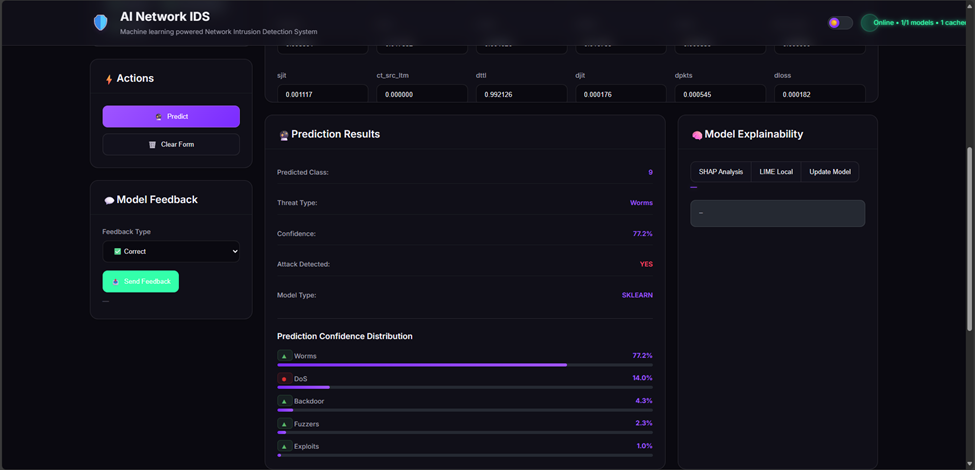 AI Network IDS
Machine learning powered Network Intrusion Detection System
Online • 1/1 models • 1 cached
Actions
Predict
Clear Form
Model Feedback
Feedback Type
Correct
Send Feedback
sjit ct_src_ltm dttl djit dpkts dloss
0.001117 0.000000 0.992126 0.000176 0.000545 0.000182
Prediction Results
Predicted Class: 9
Threat Type: Worms
Confidence: 77.2%
Attack Detected: YES
Model Type: SKLEARN
Prediction Confidence Distribution
Worms 77.2%
DoS 14.0%
Backdoor 4.3%
Fuzzers 2.3%
Exploits 1.0%
Model Explainability
SHAP Analysis LIME Local Update Model